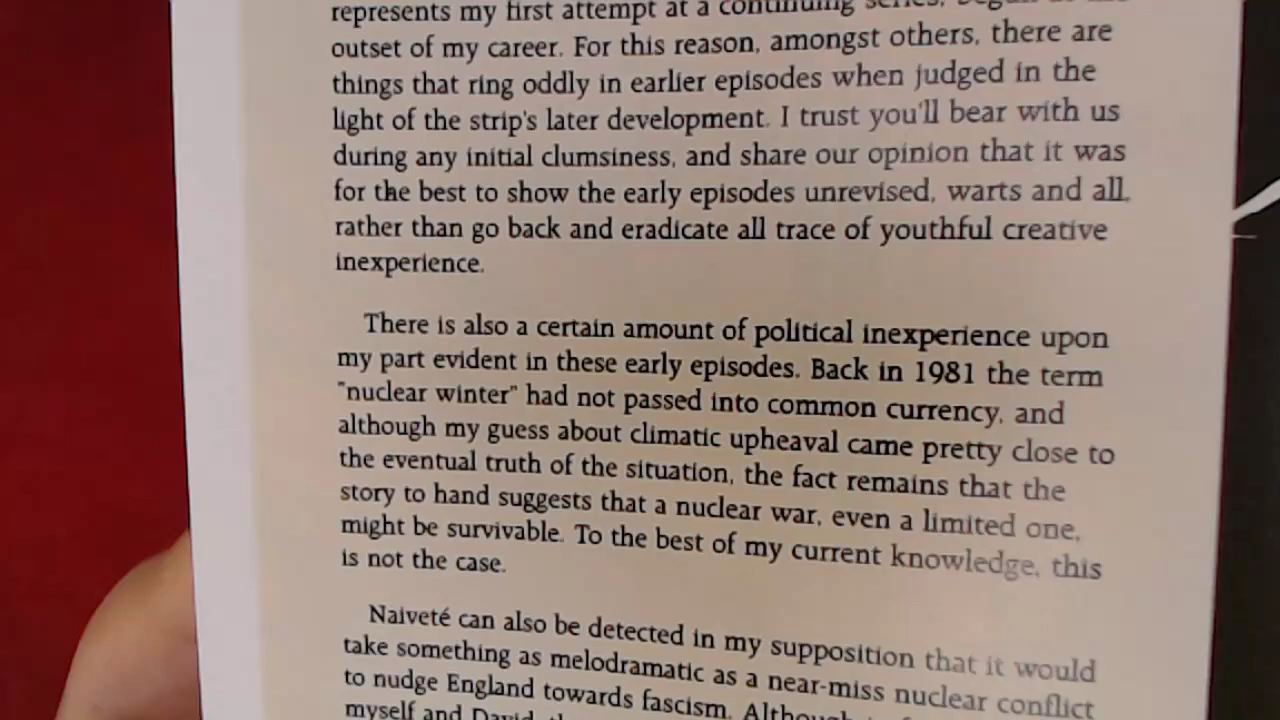 represents my first attempt at a continuing series,
outset of my career. For this reason, amongst others, there are
things that ring oddly in earlier episodes when judged in the
light of the strip's later development. I trust you'll bear with us
during any initial clumsiness, and share our opinion that it was
for the best to show the early episodes unrevised, warts and all,
rather than go back and eradicate all trace of youthful creative
inexperience.
There is also a certain amount of political inexperience upon
my part evident in these early episodes. Back in 1981 the term
"nuclear winter" had not passed into common currency, and
although my guess about climatic upheaval came pretty close to
the eventual truth of the situation, the fact remains that the
story to hand suggests that a nuclear war, even a limited one,
might be survivable. To the best of my current knowledge, this
is not the case.
Naiveté can also be detected in my supposition that it would
take something as melodramatic as a near-miss nuclear conflict
to nudge England towards fascism. Although
myself and David